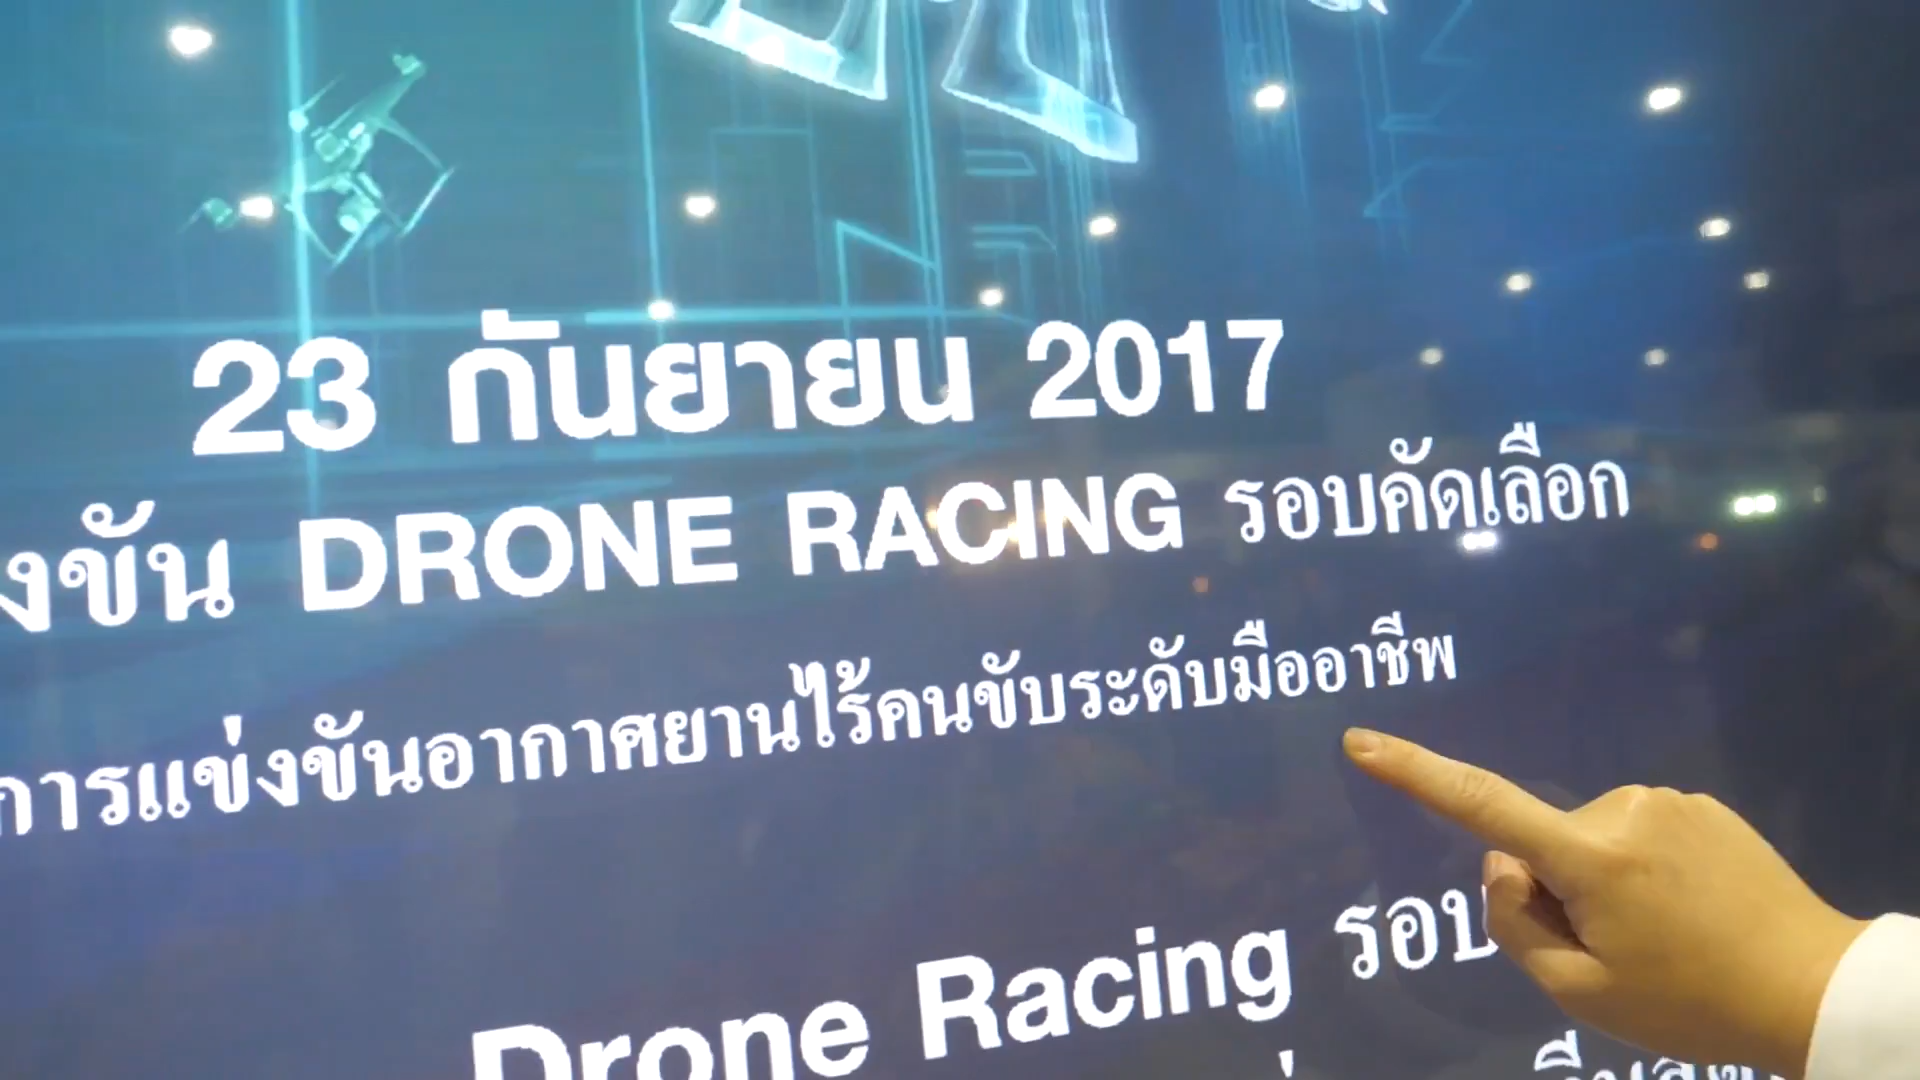 23 กันยายน 2017
งขัน DRONE RACING รอบคัดเลือก
การแข่งขันอากาศยานไร้คนขับระดับมืออาชีพ
Drone Racing รอบ